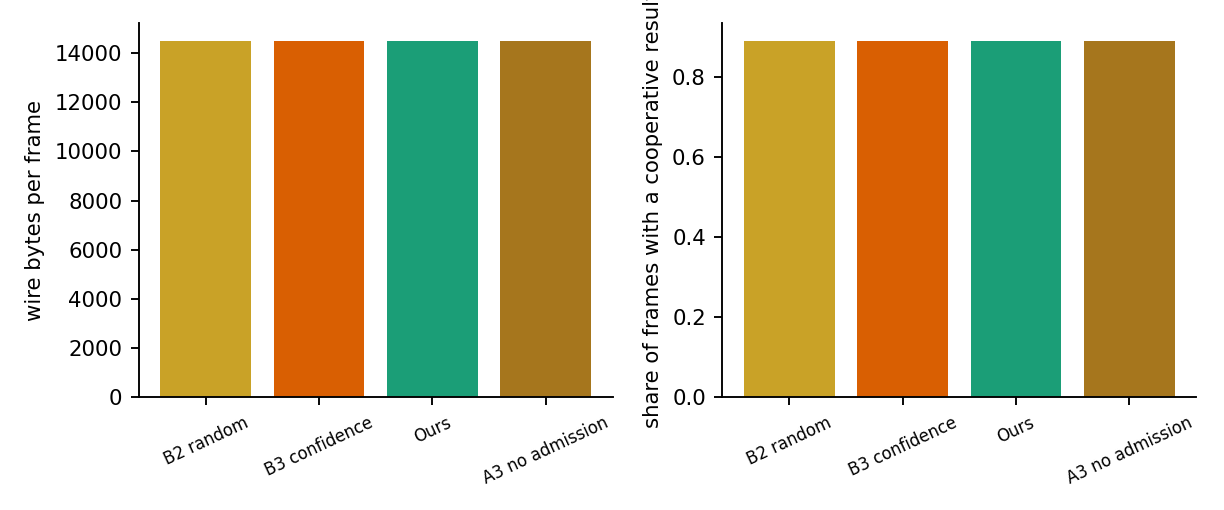 wire bytes per frame
14000
12000
10000
8000
6000
4000
2000
0
B2 random
B3 confidence
Ours
A3 no admission
share of frames with a cooperative resul
0.8
0.6
0.4
0.2
0.0
B2 random
B3 confidence
Ours
A3 no admission